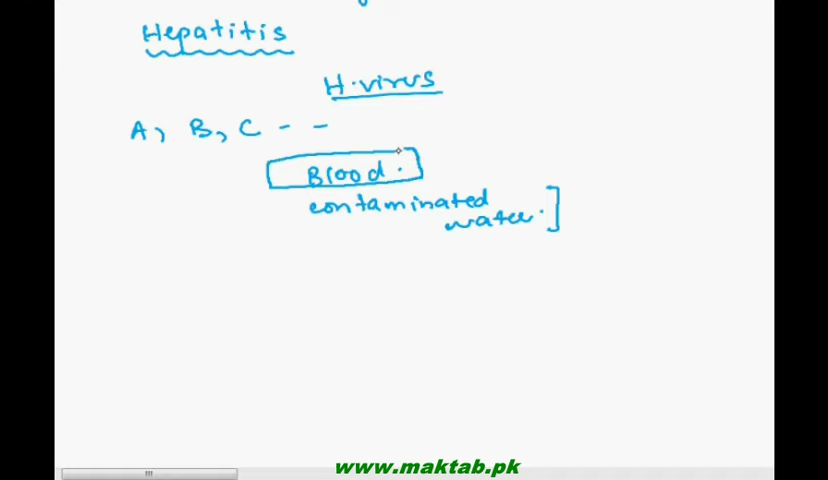 Hepatitis
H.virus
A, B, C - -
Blood.
contaminated
water.
www.maktab.pk